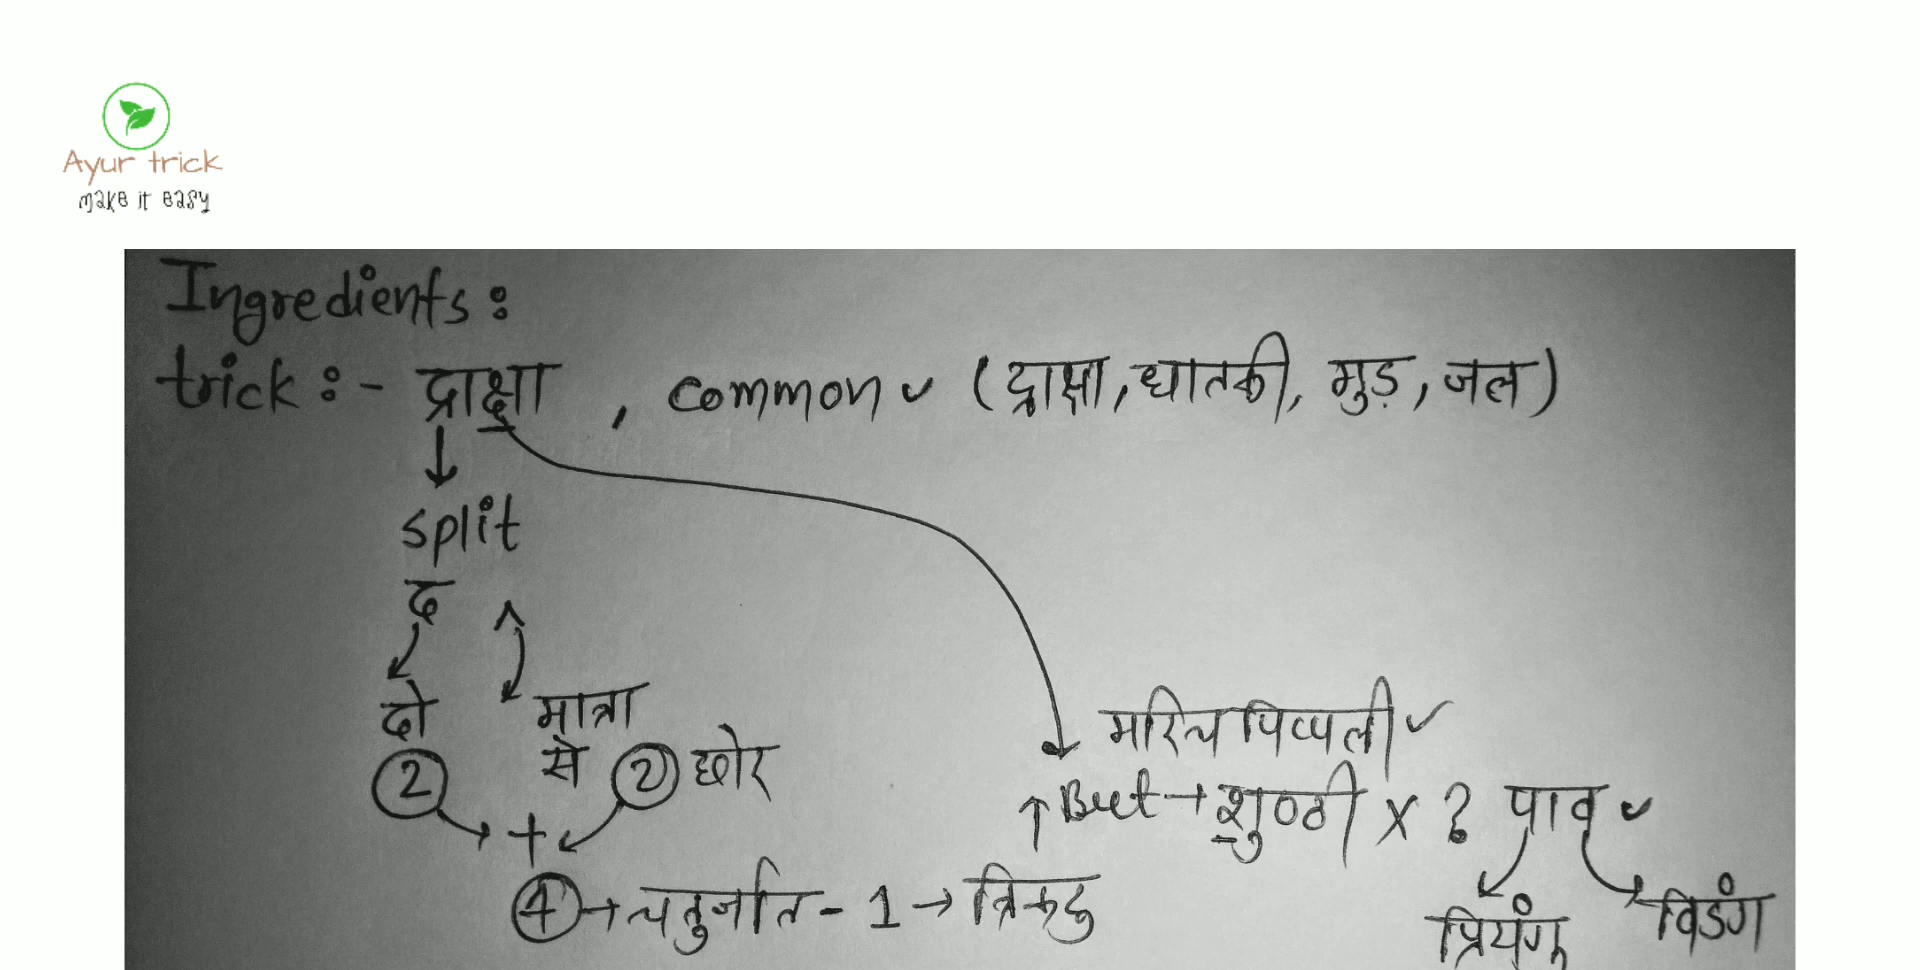 Ayur trick
make it easy
Ingredients :
trick :- द्राक्षा , common ✓ (द्राक्षा, धातकी, गुड़, जल)
↓
split
द
दो मात्रा
② से ② छोर
+
④ → चतुर्जात - 1 → त्रिकटु
मरिच पिप्पली ✓
↑ But → शुण्ठी × ? पाव ✓
प्रियंगु विडंग